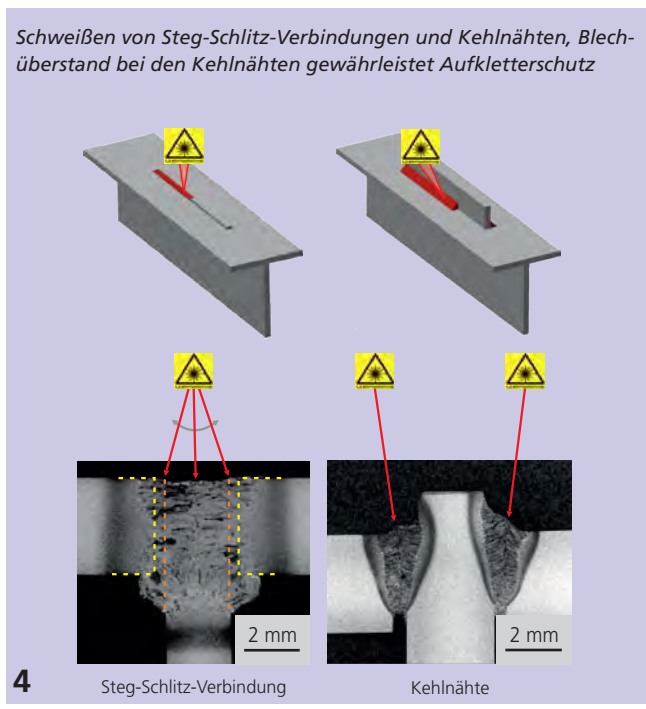 Schweißen von Steg-Schlitz-Verbindungen und Kehlnähten, Blech-
überstand bei den Kehlnähten gewährleistet Aufkletterschutz
2 mm
2 mm
4
Steg-Schlitz-Verbindung
Kehlnähte